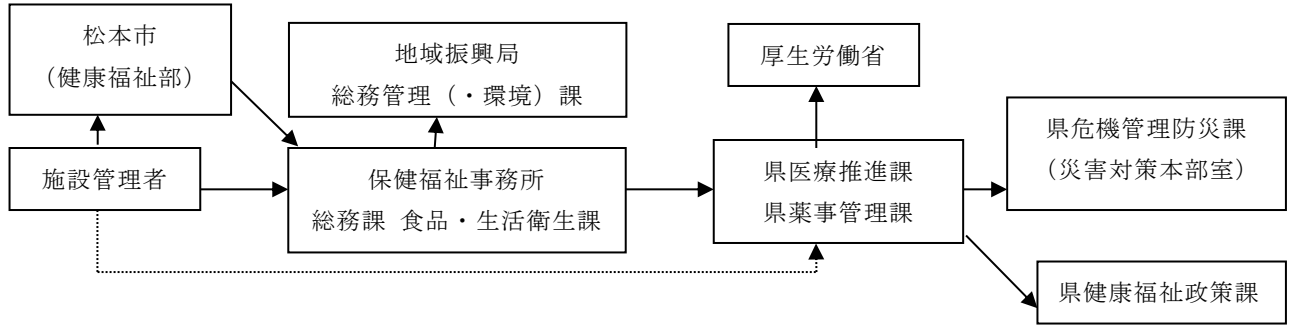 松本市
（健康福祉部）
地域振興局
総務管理（・環境）課
厚生労働省
県危機管理防災課
（災害対策本部室）
施設管理者
保健福祉事務所
総務課 食品・生活衛生課
県医療推進課
県薬事管理課
県健康福祉政策課